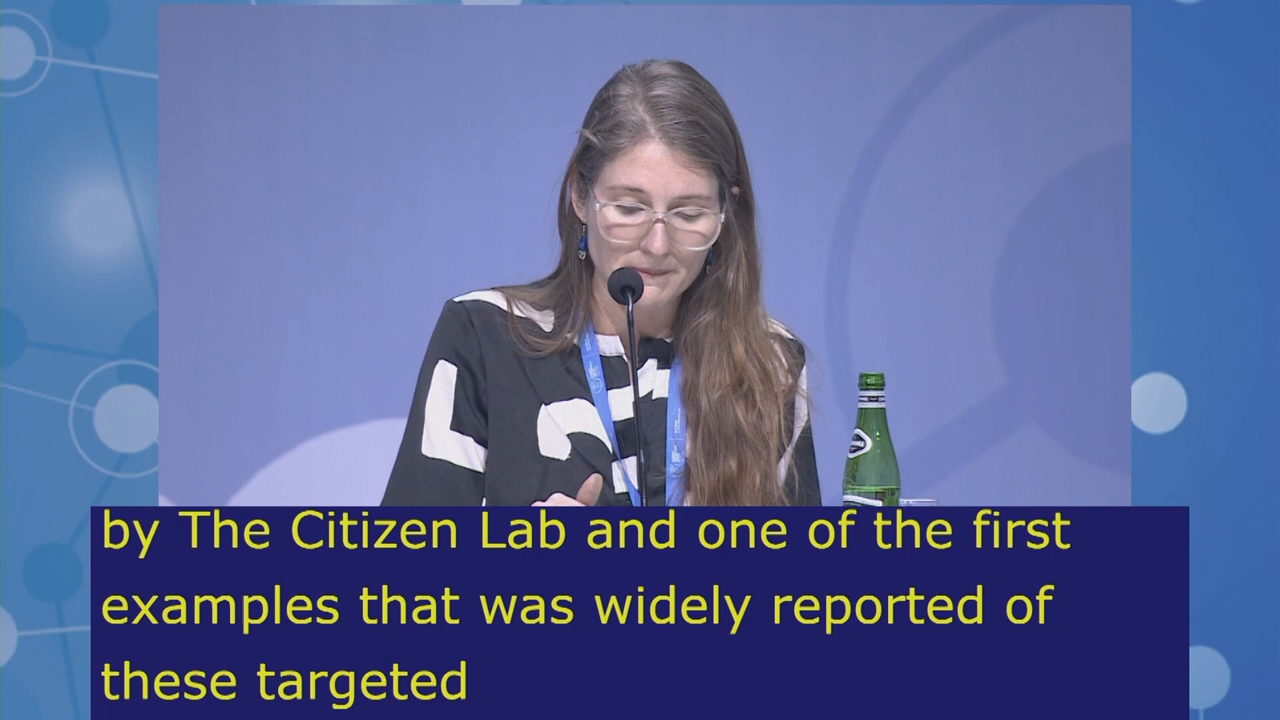 by The Citizen Lab and one of the first
examples that was widely reported of
these targeted